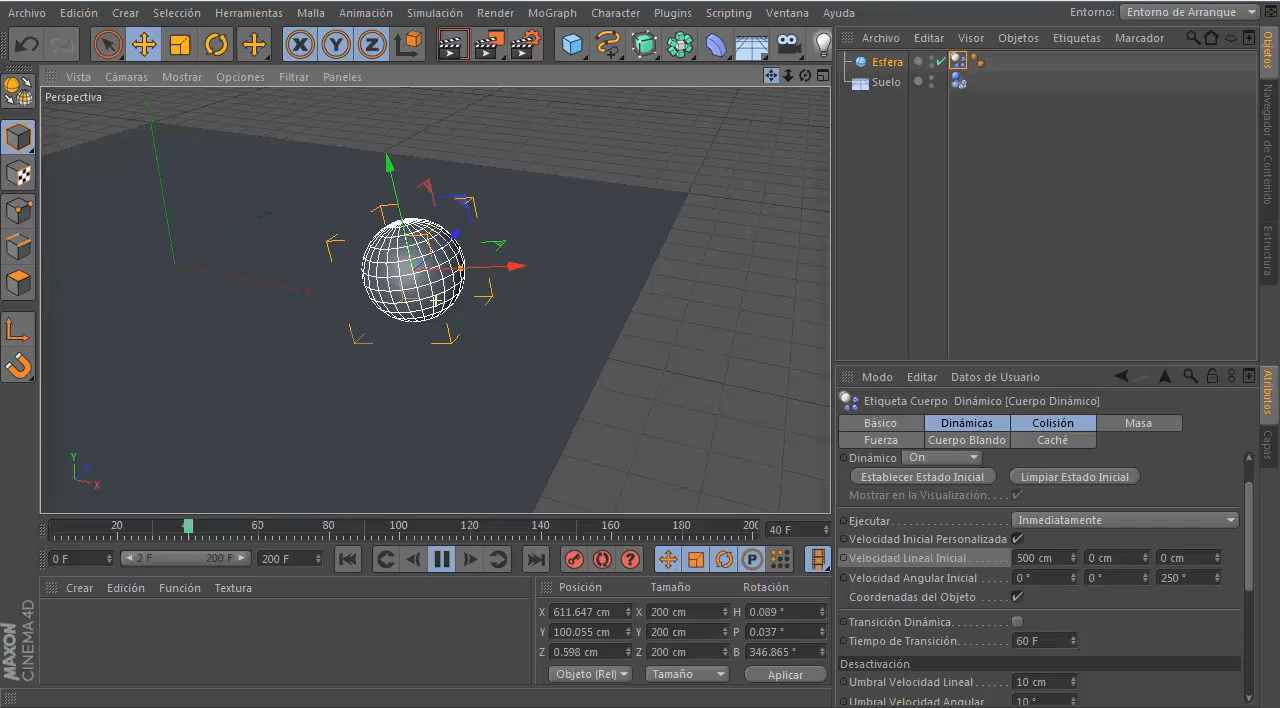 Archivo Edición Crear Selección Herramientas Malla Animación Simulación Render MoGraph Character Plugins Scripting Ventana Ayuda Entorno: Entorno de Arranque
Archivo Editar Visor Objetos Etiquetas Marcador
Vista Cámaras Mostrar Opciones Filtrar Paneles
Perspectiva
Esfera
Suelo
Objetos
Navegador de Contenido
Estructura
Modo Editar Datos de Usuario
Etiqueta Cuerpo Dinámico [Cuerpo Dinámico]
Básico Dinámicas Colisión Masa
Fuerza Cuerpo Blando Caché
Dinámico On
Establecer Estado Inicial Limpiar Estado Inicial
Mostrar en la Visualización. . . .
Ejecutar. . . . . . . . . . . . . . . . . Inmediatamente
Velocidad Inicial Personalizada
Velocidad Lineal Inicial . . . . . . 500 cm 0 cm 0 cm
Velocidad Angular Inicial . . . . 0 ° 0 ° 250 °
Coordenadas del Objeto . . . .
Transición Dinámica. . . . . . . . .
Tiempo de Transición. . . . . . . . 60 F
Desactivación
Umbral Velocidad Lineal . . . . . 10 cm
Umbral Velocidad Angular 10 °
Atributos
Capas
Y
Z
X
20 60 80 100 120 140 160 180 200 40 F
0 F 2 F 200 F 200 F
Crear Edición Función Textura
Posición Tamaño Rotación
X 611.647 cm X 200 cm H 0.089 °
Y 100.055 cm Y 200 cm P 0.037 °
Z 0.598 cm Z 200 cm B 346.865 °
Objeto (Rel) Tamaño Aplicar
MAXON
CINEMA 4D